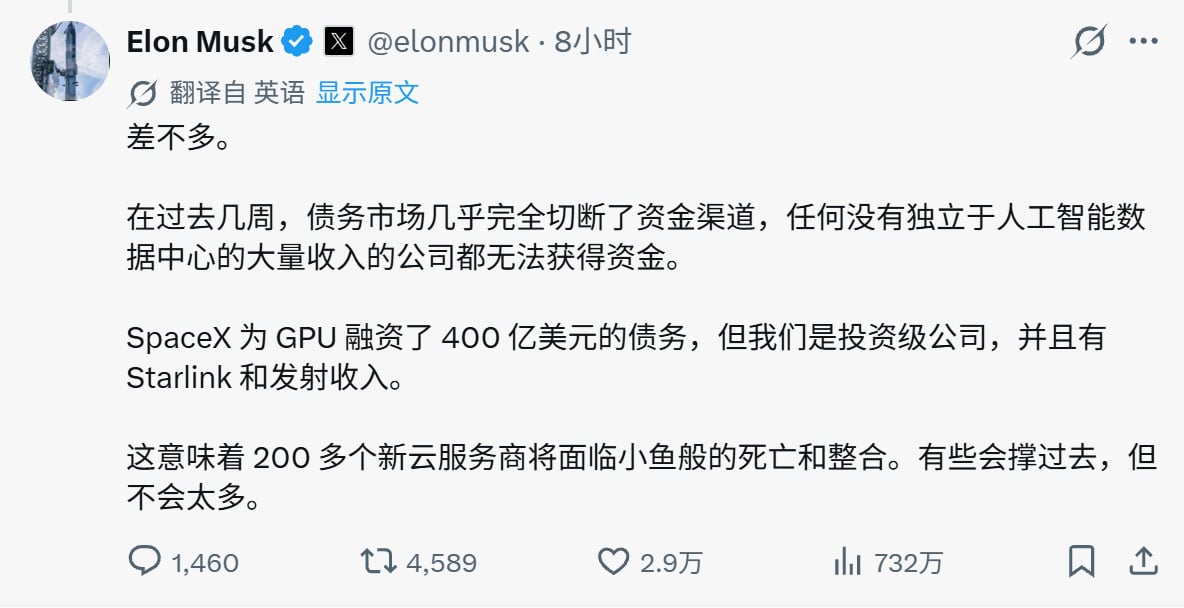 Elon Musk @elonmusk · 8小时
翻译自 英语 显示原文
差不多。
在过去几周，债务市场几乎完全切断了资金渠道，任何没有独立于人工智能数
据中心的大量收入的公司都无法获得资金。
SpaceX 为 GPU 融资了 400 亿美元的债务，但我们是投资级公司，并且有
Starlink 和发射收入。
这意味着 200 多个新云服务商将面临小鱼般的死亡和整合。有些会撑过去，但
不会太多。
1,460 4,589 2.9万 732万